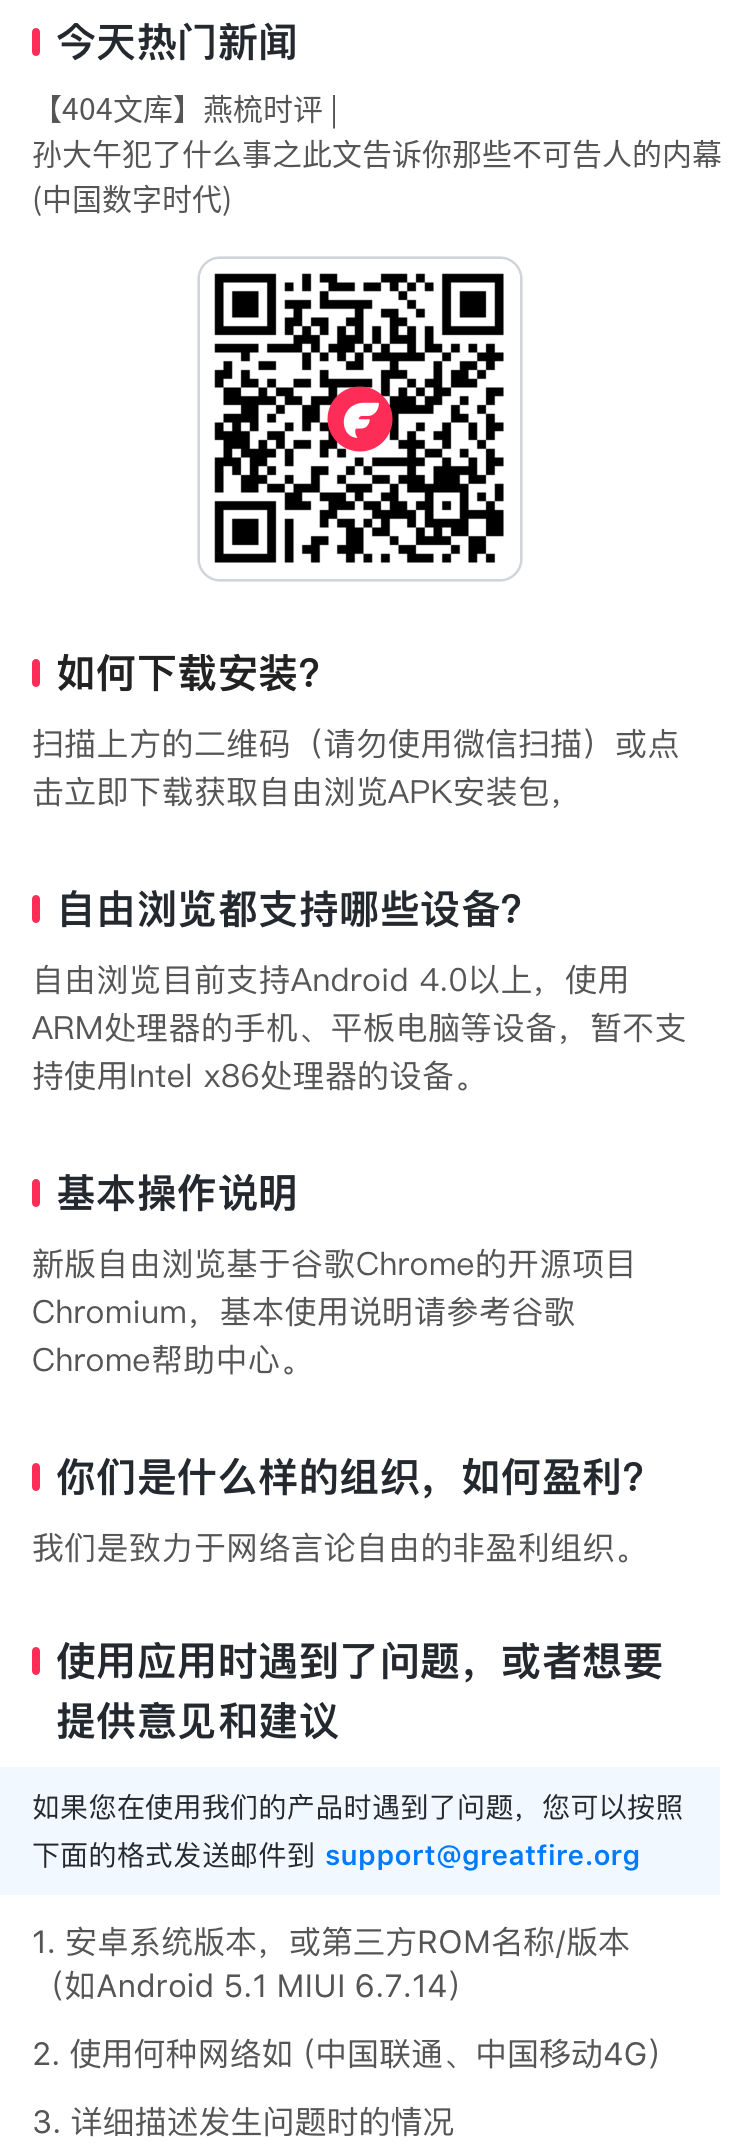 今天热门新闻
【404文库】燕梳时评 |
孙大午犯了什么事之此文告诉你那些不可告人的内幕
(中国数字时代)
如何下载安装?
扫描上方的二维码（请勿使用微信扫描）或点
击立即下载获取自由浏览APK安装包，
自由浏览都支持哪些设备?
自由浏览目前支持Android 4.0以上，使用
ARM处理器的手机、平板电脑等设备，暂不支
持使用Intel x86处理器的设备。
基本操作说明
新版自由浏览基于谷歌Chrome的开源项目
Chromium，基本使用说明请参考谷歌
Chrome帮助中心。
你们是什么样的组织，如何盈利?
我们是致力于网络言论自由的非盈利组织。
使用应用时遇到了问题，或者想要
提供意见和建议
如果您在使用我们的产品时遇到了问题，您可以按照
下面的格式发送邮件到 support@greatfire.org
1. 安卓系统版本，或第三方ROM名称/版本
（如Android 5.1 MIUI 6.7.14）
2. 使用何种网络如 (中国联通、中国移动4G）
3. 详细描述发生问题时的情况